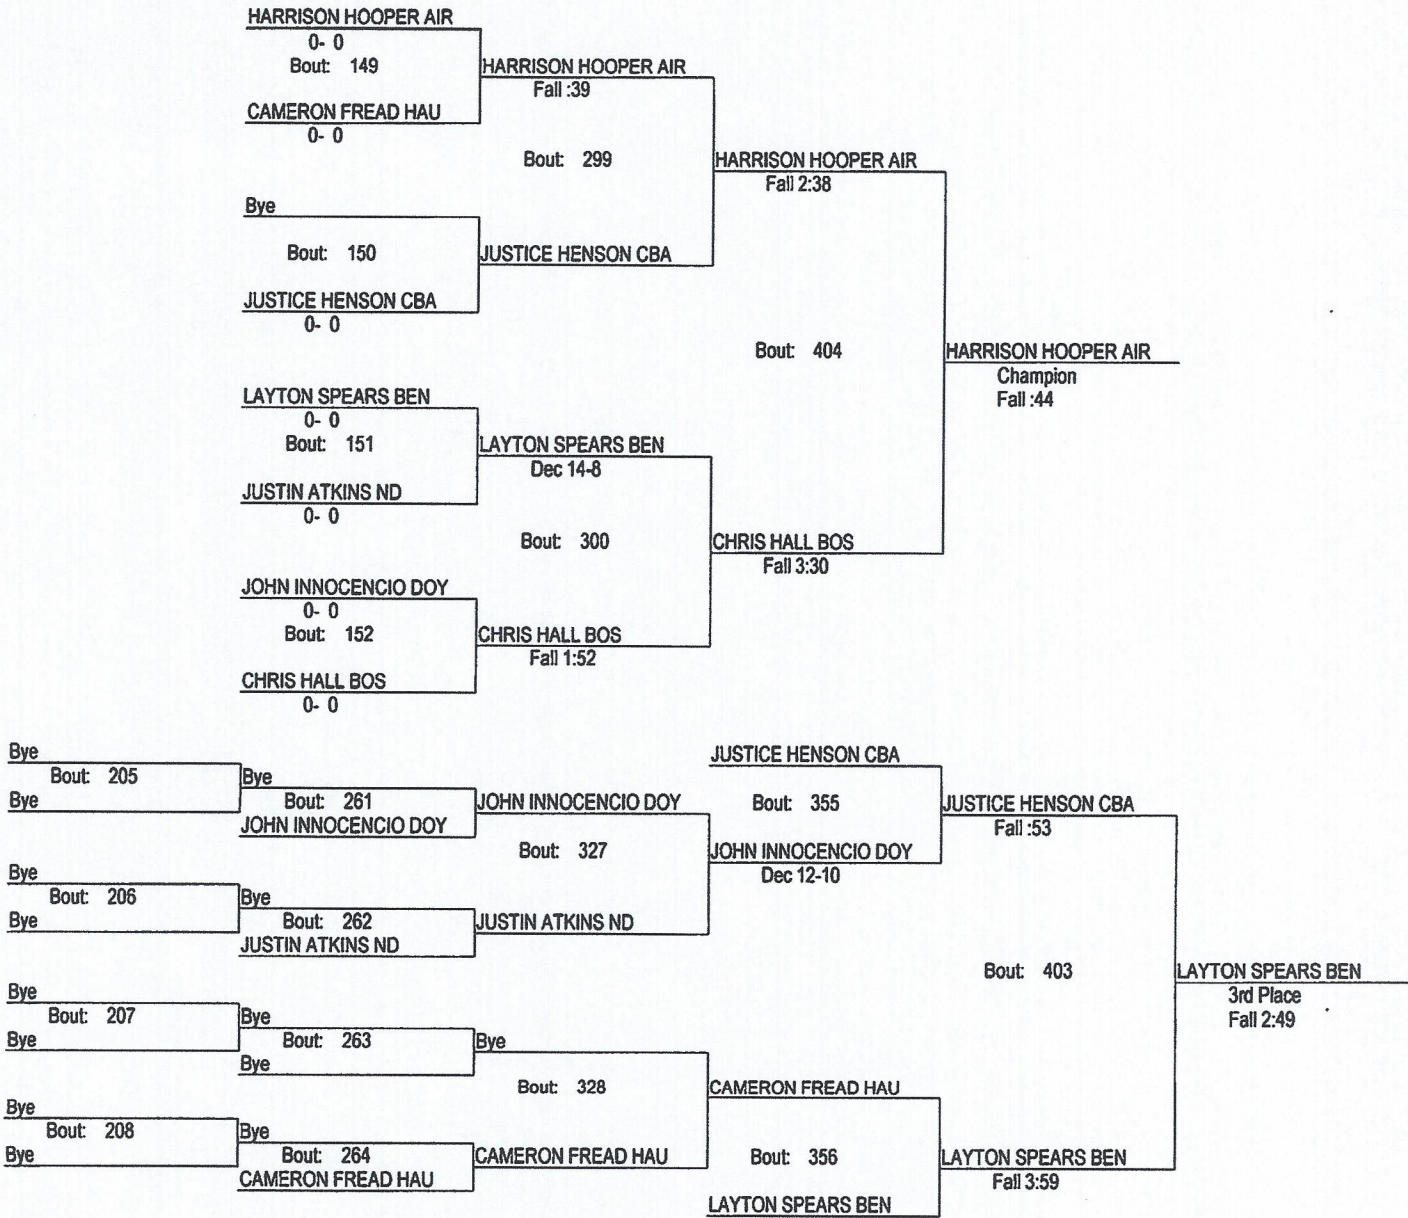 HARRISON HOOPER AIR
0- 0
Bout: 149
CAMERON FREAD HAU
0- 0
HARRISON HOOPER AIR
Fall :39
Bout: 299
Bye
Bout: 150
JUSTICE HENSON CBA
0- 0
JUSTICE HENSON CBA
HARRISON HOOPER AIR
Fall 2:38
Bout: 404
LAYTON SPEARS BEN
0- 0
Bout: 151
JUSTIN ATKINS ND
0- 0
LAYTON SPEARS BEN
Dec 14-8
Bout: 300
JOHN INNOCENCIO DOY
0- 0
Bout: 152
CHRIS HALL BOS
0- 0
CHRIS HALL BOS
Fall 1:52
CHRIS HALL BOS
Fall 3:30
HARRISON HOOPER AIR
Champion
Fall :44
Bye
Bout: 205
Bye
Bye
Bout: 261
JOHN INNOCENCIO DOY
JOHN INNOCENCIO DOY
Bout: 327
Bye
Bout: 206
Bye
Bye
Bout: 262
JUSTIN ATKINS ND
JUSTIN ATKINS ND
JUSTICE HENSON CBA
Bout: 355
JOHN INNOCENCIO DOY
Dec 12-10
JUSTICE HENSON CBA
Fall :53
Bout: 403
Bye
Bout: 207
Bye
Bye
Bout: 263
Bye
Bye
Bout: 328
Bye
Bout: 208
Bye
Bye
Bout: 264
CAMERON FREAD HAU
CAMERON FREAD HAU
CAMERON FREAD HAU
Bout: 356
LAYTON SPEARS BEN
LAYTON SPEARS BEN
Fall 3:59
LAYTON SPEARS BEN
3rd Place
Fall 2:49